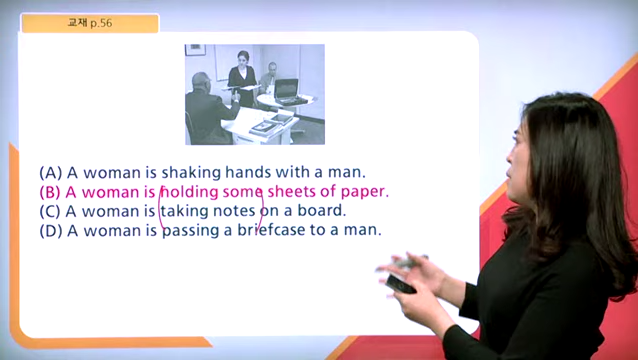 교재 p.56
(A) A woman is shaking hands with a man.
(B) A woman is holding some sheets of paper.
(C) A woman is taking notes on a board.
(D) A woman is passing a briefcase to a man.